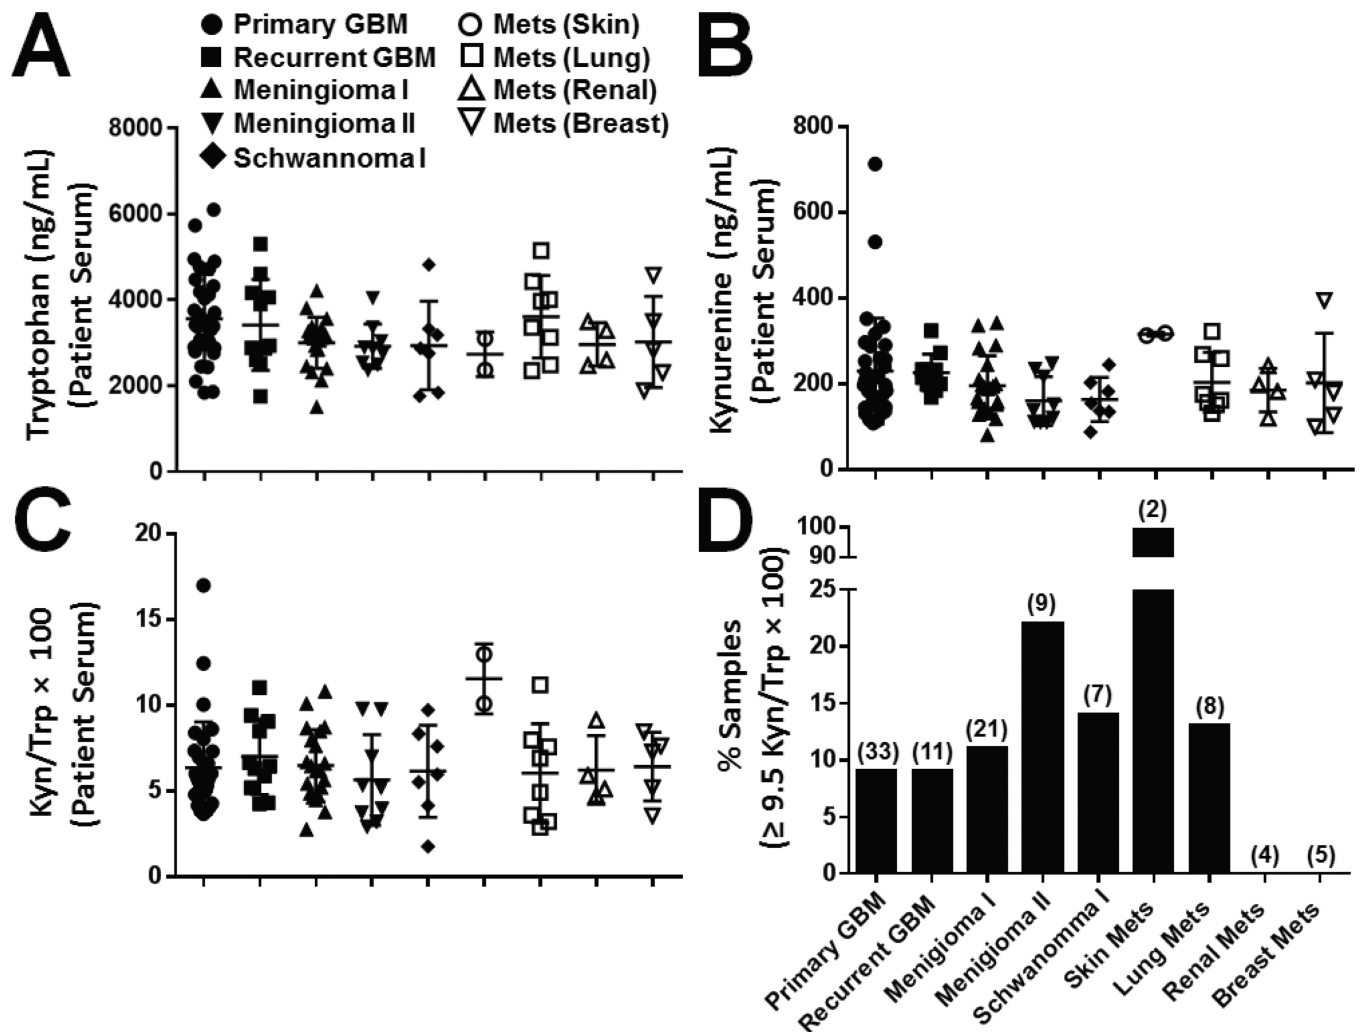 A
Primary GBM
Recurrent GBM
Meningioma I
Meningioma II
Schwannoma I
Mets (Skin)
Mets (Lung)
Mets (Renal)
Mets (Breast)
Tryptophan (ng/mL)
(Patient Serum)
8000
6000
4000
2000
0
B
Kynurenine (ng/mL)
(Patient Serum)
800
600
400
200
0
C
Kyn/Trp × 100
(Patient Serum)
20
15
10
5
0
D
% Samples
(≥ 9.5 Kyn/Trp × 100)
100
90
25
20
15
10
5
0
(33)
(11)
(21)
(9)
(7)
(2)
(8)
(4)
(5)
Primary GBM
Recurrent GBM
Menigioma I
Menigioma II
Schwanomma I
Skin Mets
Lung Mets
Renal Mets
Breast Mets